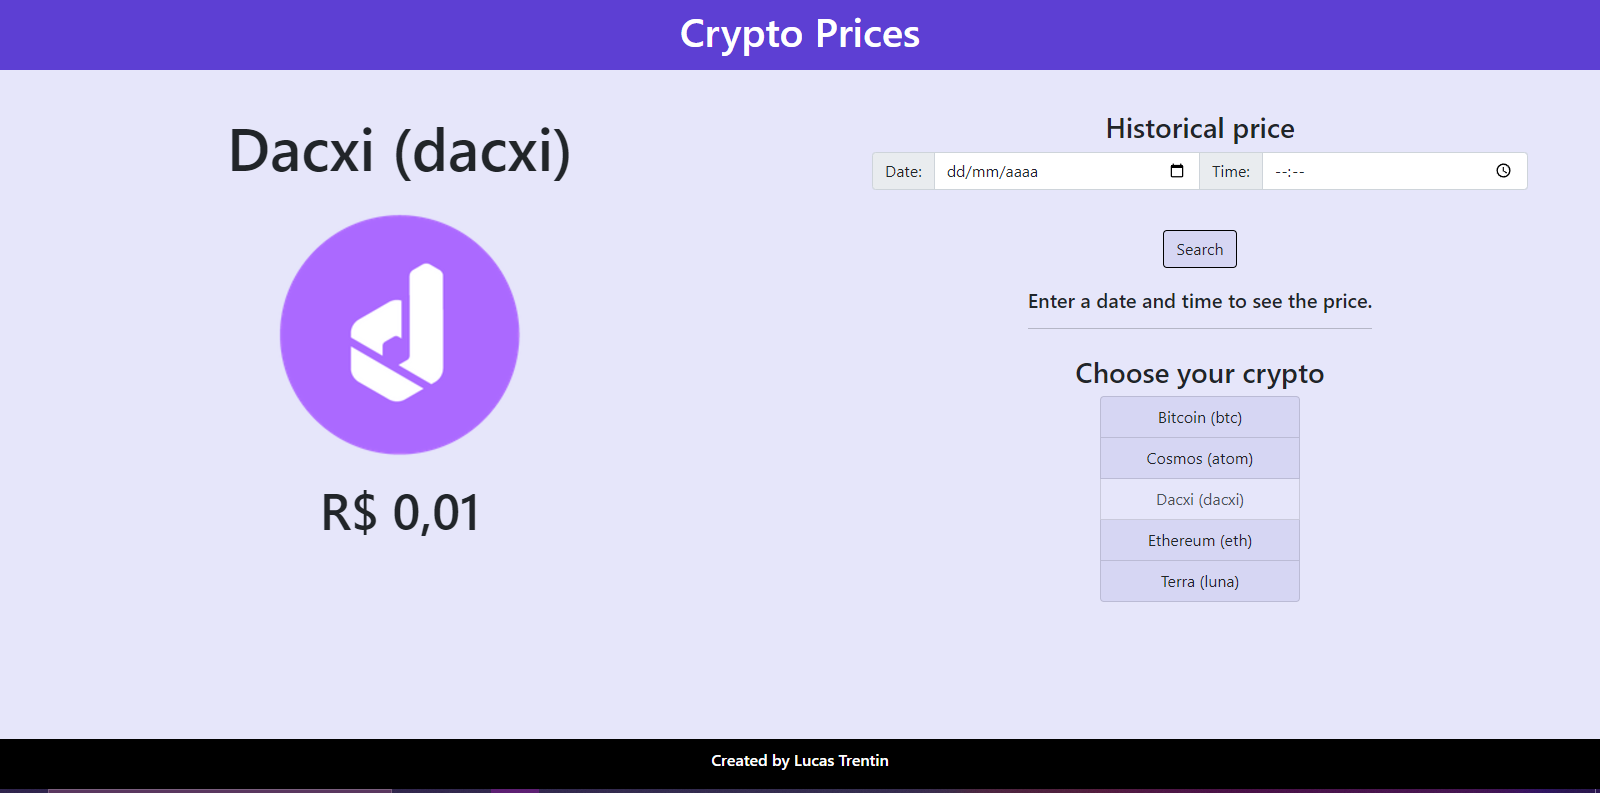 Crypto Prices
Dacxi (dacxi)
R$ 0,01
Historical price
Date: dd/mm/aaaa Time: --:--
Search
Enter a date and time to see the price.
Choose your crypto
Bitcoin (btc)
Cosmos (atom)
Dacxi (dacxi)
Ethereum (eth)
Terra (luna)
Created by Lucas Trentin